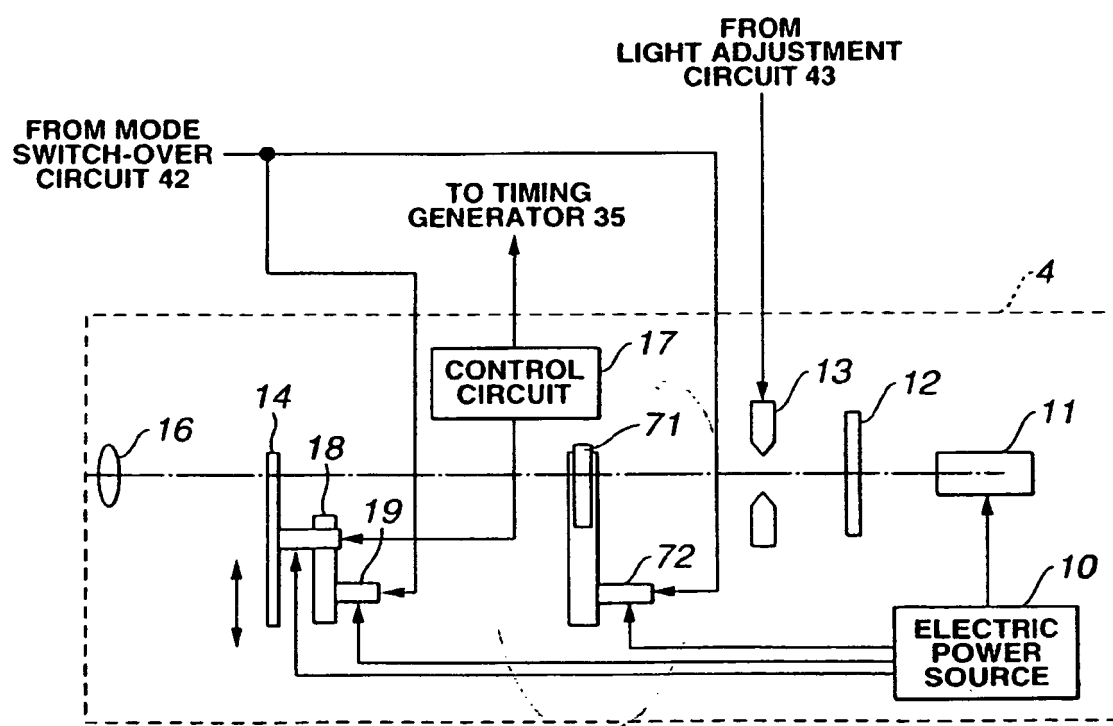 FROM
LIGHT ADJUSTMENT
CIRCUIT 43
FROM MODE
SWITCH-OVER
CIRCUIT 42
TO TIMING
GENERATOR 35
4
CONTROL
CIRCUIT
17
13
12
11
14
16
18
71
19
72
10
ELECTRIC
POWER
SOURCE